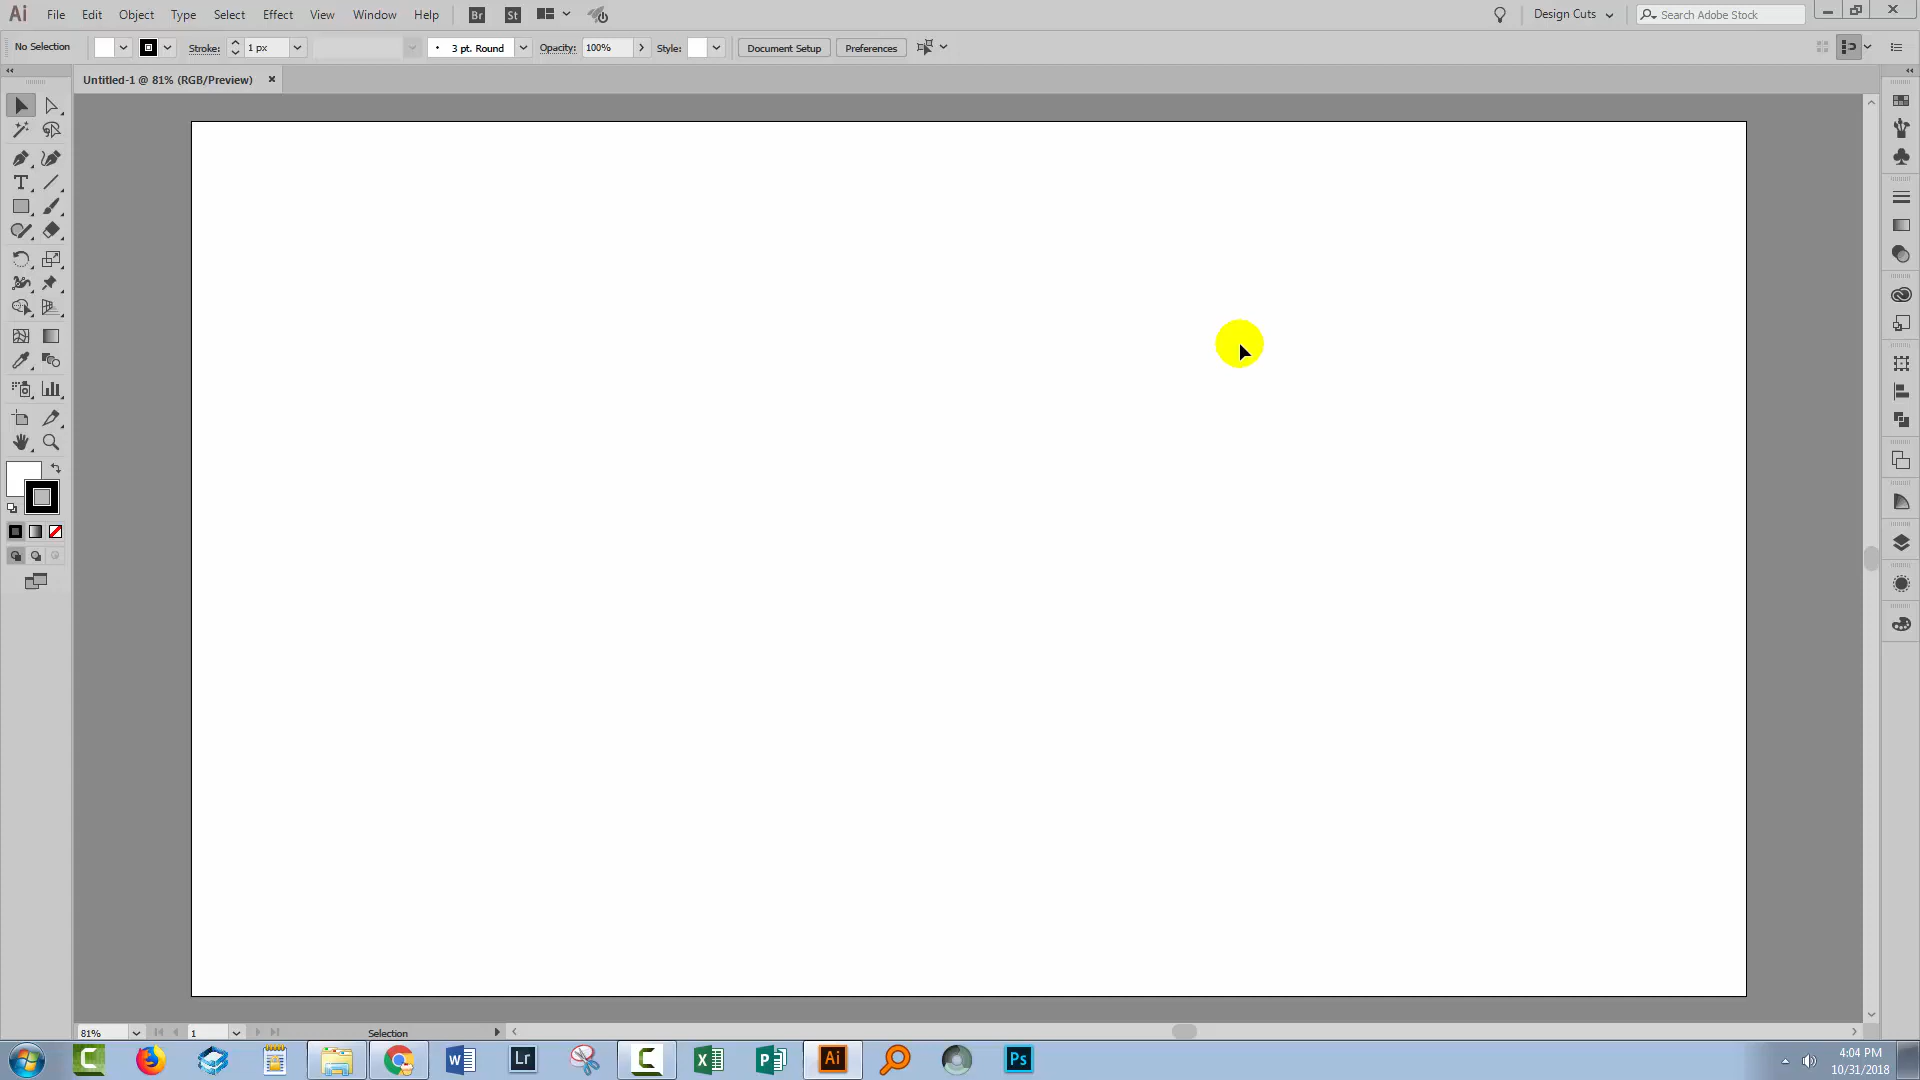 Ai File Edit Object Type Select Effect View Window Help Br St Design Cuts Search Adobe Stock
No Selection Stroke: 1 px 3 pt. Round Opacity: 100% Style: Document Setup Preferences
Untitled-1 @ 81% (RGB/Preview)
T
81% 1 Selection
C W Lr C X P Ai Ps
4:04 PM
10/31/2018